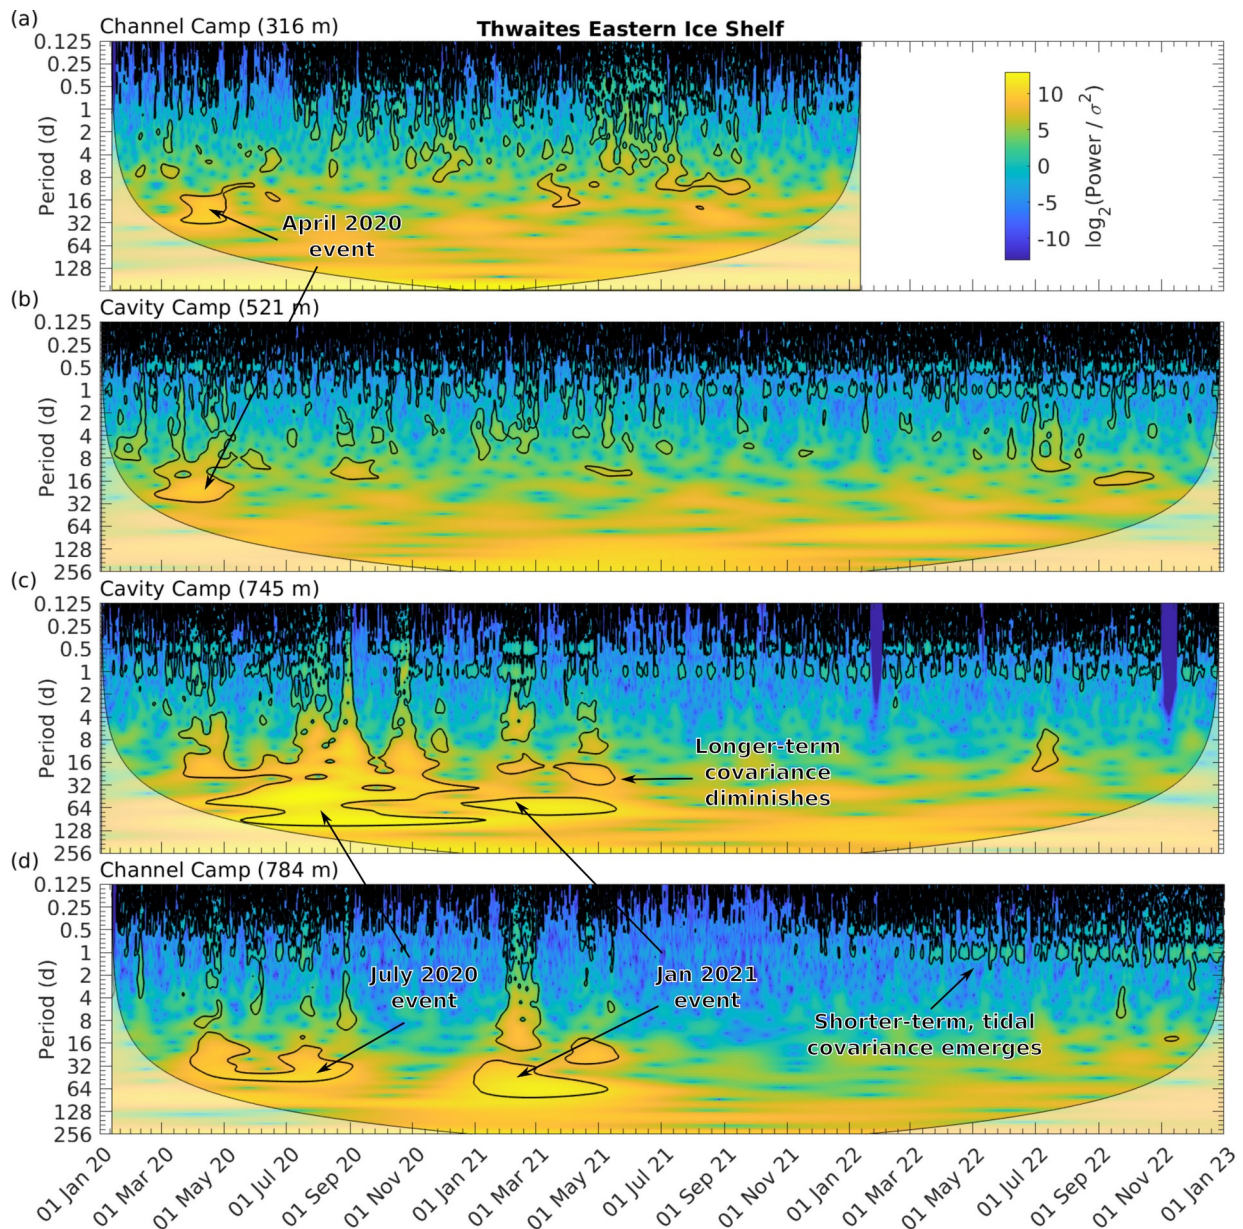 (a)
Channel Camp (316 m)
Thwaites Eastern Ice Shelf
0.125
0.25
0.5
1
2
4
8
16
32
64
128
Period (d)
April 2020
event
10
5
0
-5
-10
log2(Power / σ²)
(b)
Cavity Camp (521 m)
0.125
0.25
0.5
1
2
4
8
16
32
64
128
256
Period (d)
(c)
Cavity Camp (745 m)
0.125
0.25
0.5
1
2
4
8
16
32
64
128
256
Period (d)
Longer-term
covariance
diminishes
(d)
Channel Camp (784 m)
0.125
0.25
0.5
1
2
4
8
16
32
64
128
256
Period (d)
July 2020
event
Jan 2021
event
Shorter-term, tidal
covariance emerges
01 Jan 20
01 Mar 20
01 May 20
01 Jul 20
01 Sep 20
01 Nov 20
01 Jan 21
01 Mar 21
01 May 21
01 Jul 21
01 Sep 21
01 Nov 21
01 Jan 22
01 Mar 22
01 May 22
01 Jul 22
01 Sep 22
01 Nov 22
01 Jan 23